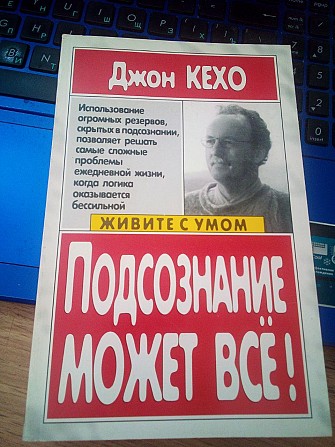 Джон КЕХО
Использование
огромных резервов,
скрытых в подсознании,
позволяет решать
самые сложные
проблемы
ежедневной жизни,
когда логика
оказывается
бессильной
ЖИВИТЕ С УМОМ
ПОДСОЗНАНИЕ
МОЖЕТ ВСЁ!